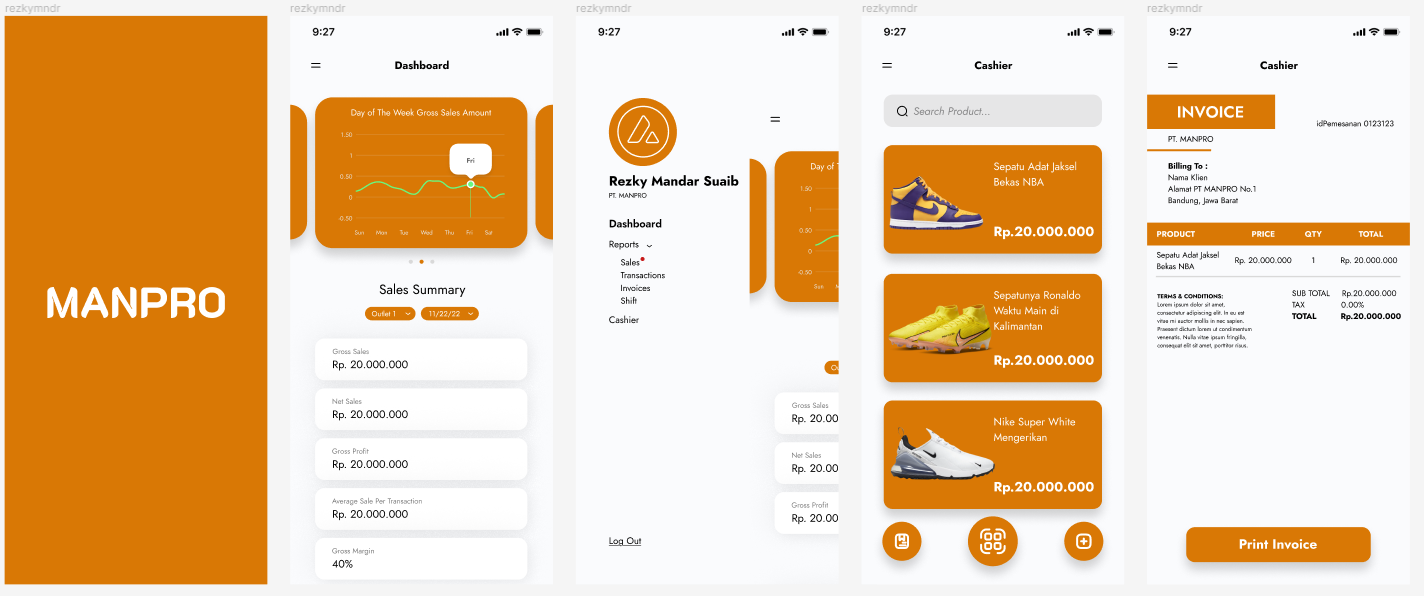 rezkymndr
MANPRO
rezkymndr
9:27
Dashboard
Day of The Week Gross Sales Amount
1.50
1
0.50
0
-0.50
Fri
Sun Mon Tue Wed Thu Fri Sat
Sales Summary
Outlet 1
11/22/22
Gross Sales
Rp. 20.000.000
Net Sales
Rp. 20.000.000
Gross Profit
Rp. 20.000.000
Average Sale Per Transaction
Rp. 20.000.000
Gross Margin
40%
rezkymndr
9:27
Rezky Mandar Suaib
PT. MANPRO
Dashboard
Reports
Sales
Transactions
Invoices
Shift
Cashier
Log Out
Day of T
1.50
1
0.50
0
-0.50
Sun M
Ou
Gross Sales
Rp. 20.00
Net Sales
Rp. 20.00
Gross Profit
Rp. 20.00
rezkymndr
9:27
Cashier
Search Product...
Sepatu Adat Jaksel
Bekas NBA
Rp.20.000.000
Sepatunya Ronaldo
Waktu Main di
Kalimantan
Rp.20.000.000
Nike Super White
Mengerikan
Rp.20.000.000
rezkymndr
9:27
Cashier
INVOICE
idPemesanan 0123123
PT. MANPRO
Billing To :
Nama Klien
Alamat PT MANPRO No.1
Bandung, Jawa Barat
PRODUCT PRICE QTY TOTAL
Sepatu Adat Jaksel
Bekas NBA
Rp. 20.000.000 1 Rp. 20.000.000
TERMS & CONDITIONS:
Lorem ipsum dolor sit amet,
consectetur adipiscing elit. In eu est
vitae mi auctor mollis in nec sapien.
Praesent dictum lorem ut condimentum
venenatis. Nulla vitae ipsum fringilla,
consequat elit sit amet, porttitor risus.
SUB TOTAL Rp.20.000.000
TAX 0.00%
TOTAL Rp.20.000.000
Print Invoice